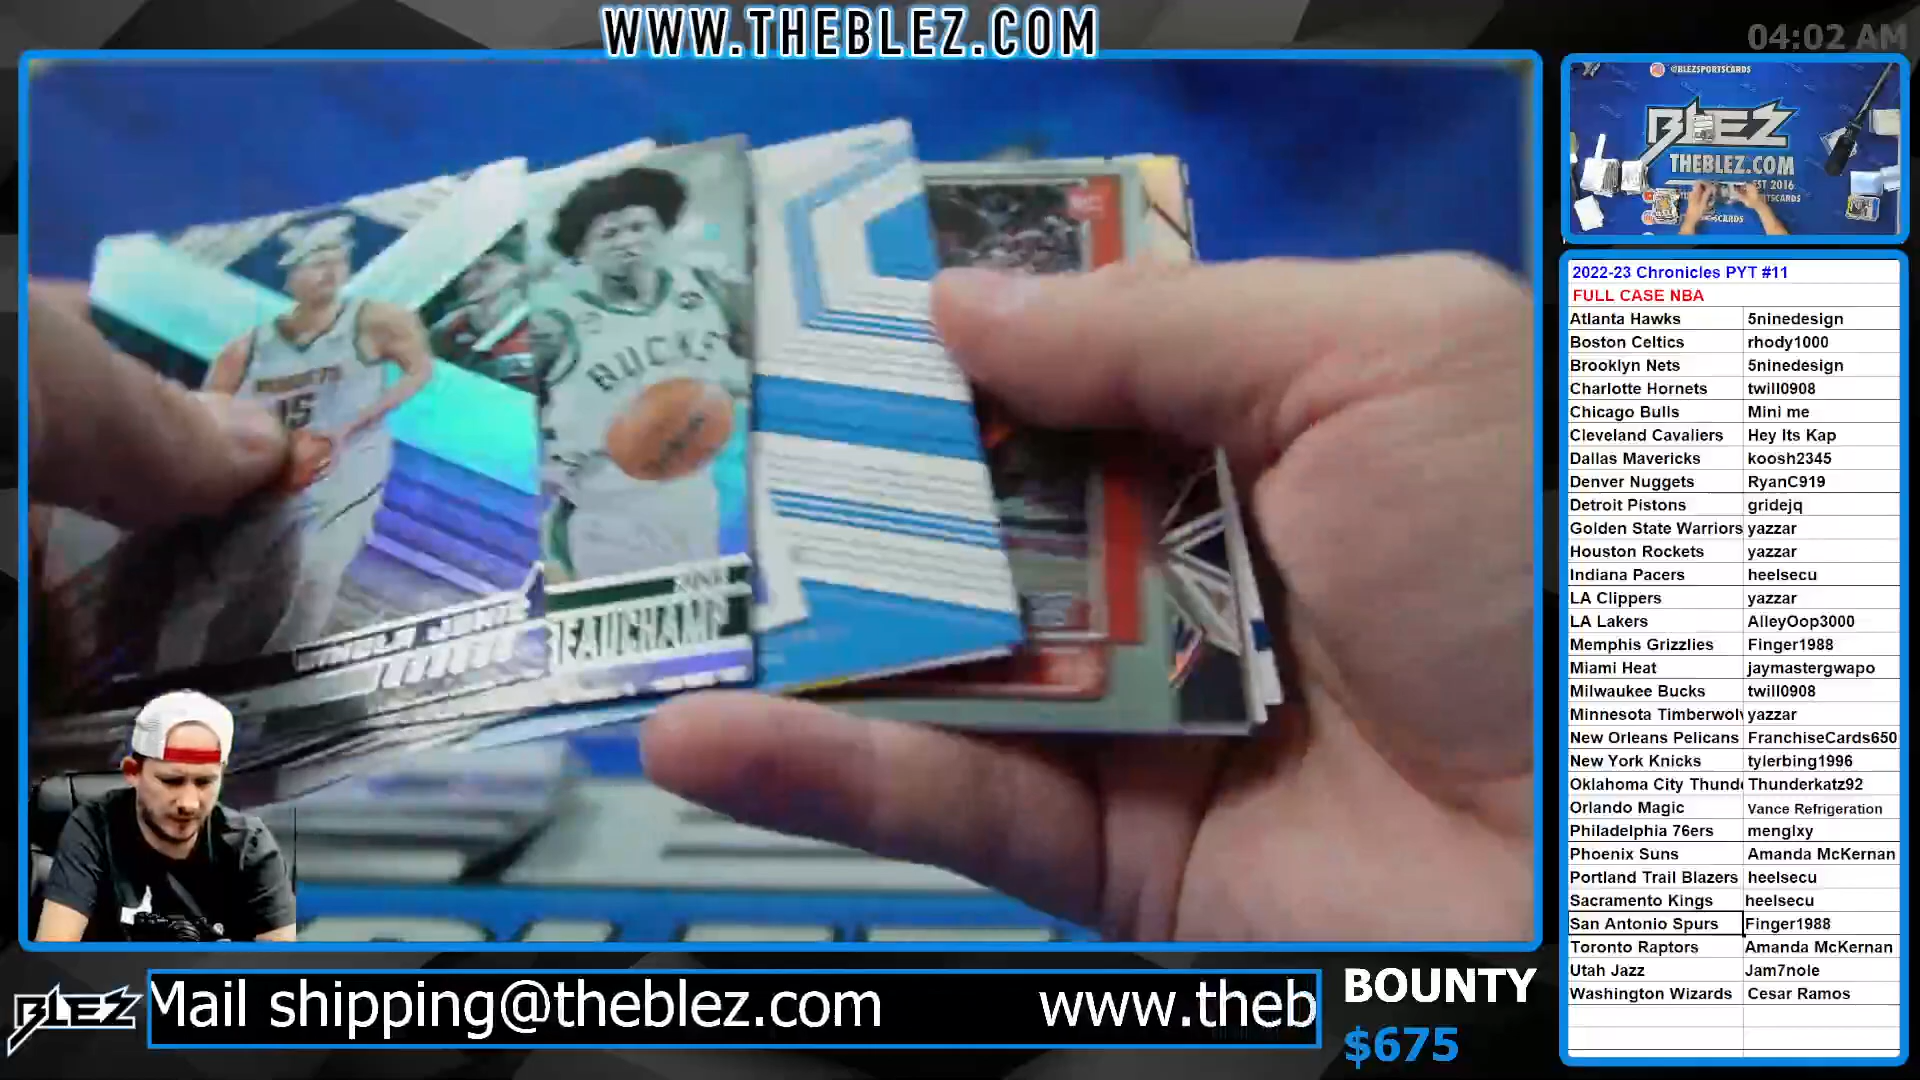 WWW.THEBLEZ.COM
04:02 AM
@BLEZSPORTSCARDS
BLEZ
THEBLEZ.COM
EST 2016
2022-23 Chronicles PYT #11
FULL CASE NBA
Atlanta Hawks 5ninedesign
Boston Celtics rhody1000
Brooklyn Nets 5ninedesign
Charlotte Hornets twill0908
Chicago Bulls Mini me
Cleveland Cavaliers Hey Its Kap
Dallas Mavericks koosh2345
Denver Nuggets RyanC919
Detroit Pistons gridejq
Golden State Warriors yazzar
Houston Rockets yazzar
Indiana Pacers heelsecu
LA Clippers yazzar
LA Lakers AlleyOop3000
Memphis Grizzlies Finger1988
Miami Heat jaymastergwapo
Milwaukee Bucks twill0908
Minnesota Timberwolv yazzar
New Orleans Pelicans FranchiseCards650
New York Knicks tylerbing1996
Oklahoma City Thund Thunderkatz92
Orlando Magic Vance Refrigeration
Philadelphia 76ers menglxy
Phoenix Suns Amanda McKernan
Portland Trail Blazers heelsecu
Sacramento Kings heelsecu
San Antonio Spurs Finger1988
Toronto Raptors Amanda McKernan
Utah Jazz Jam7nole
Washington Wizards Cesar Ramos
BUCKS
15
BEAUCHAMP
BLEZ
Mail shipping@theblez.com www.theb
BOUNTY
$675